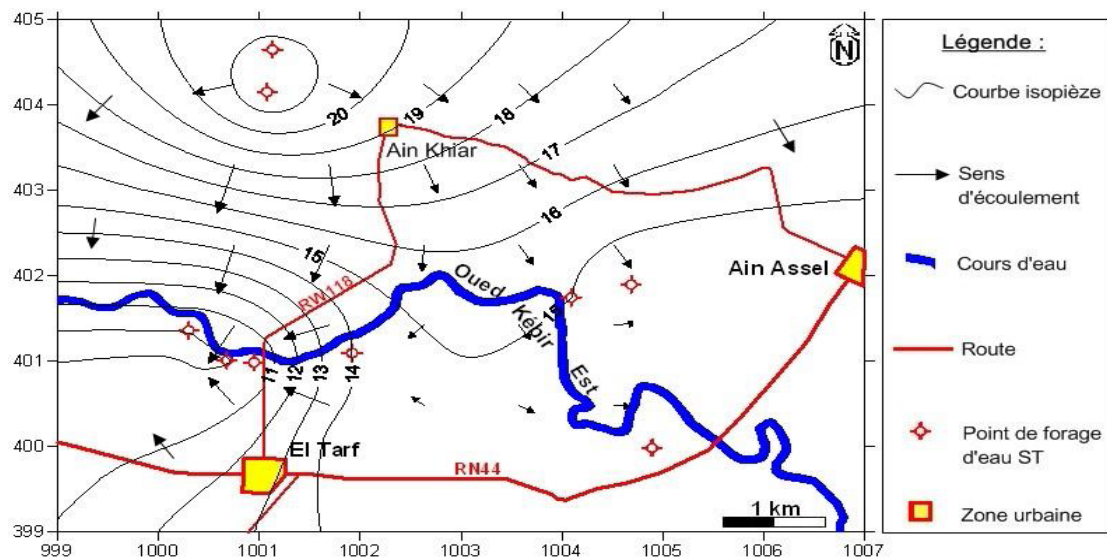 405
404
403
402
401
400
399
999
1000
1001
1002
1003
1004
1005
1006
1007
N
20
19
18
17
16
15
15
14
13
12
11
Ain Khiar
Ain Assel
RW118
Oued
Kébir
Est
El Tarf
RN44
1 km
Légende :
Courbe isopièze
Sens
d'écoulement
Cours d'eau
Route
Point de forage
d'eau ST
Zone urbaine